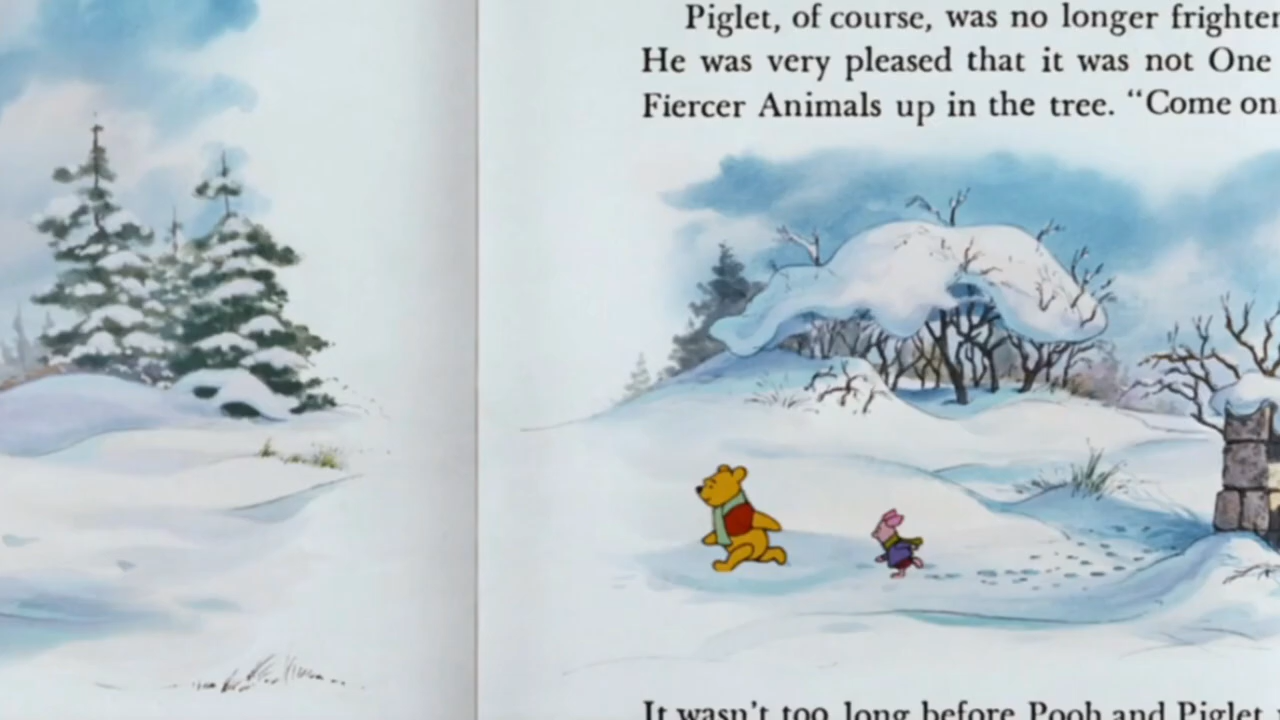 Piglet, of course, was no longer
He was very pleased that it was not One
Fiercer Animals up in the tree. “Come on
It wasn't too long before Pooh and Piglet